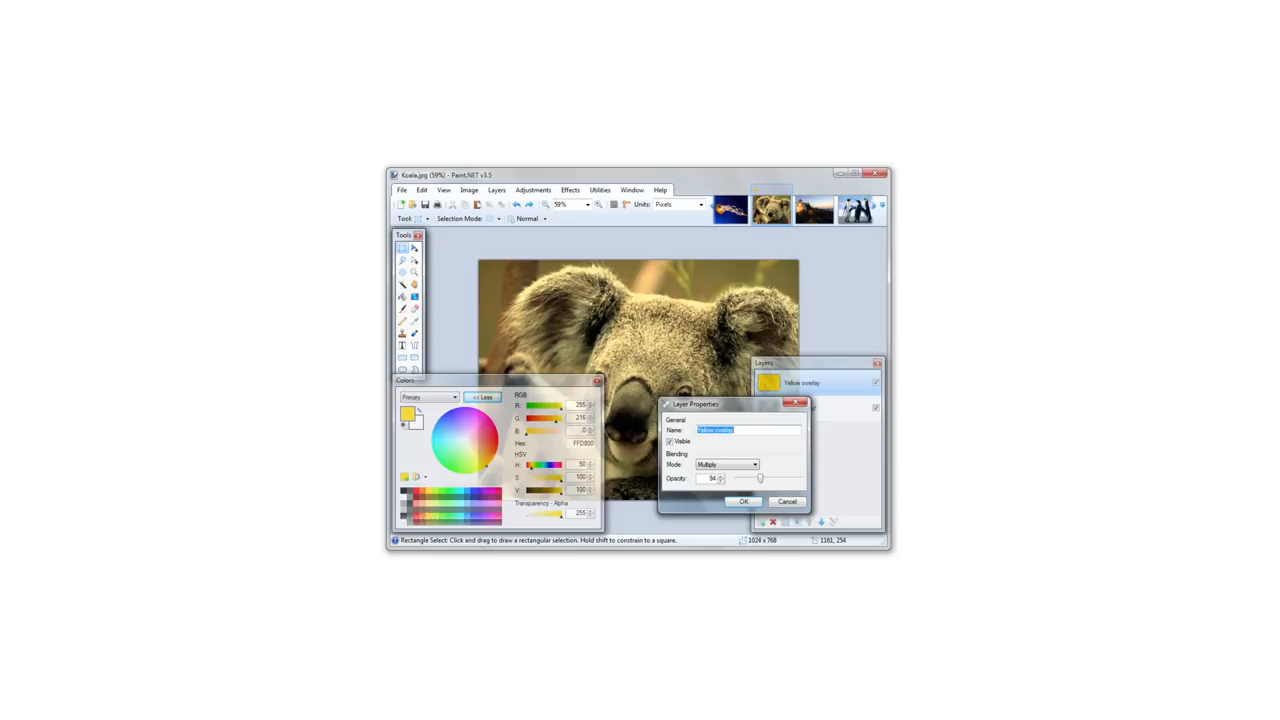 Koala.jpg (59%) - Paint.NET v3.5
File Edit View Image Layers Adjustments Effects Utilities Window Help
59% Units: Pixels
Tool: Selection Mode: Normal
Tools
Colors
Primary << Less
RGB
R: 255
G: 216
B: 0
Hex: FFD800
HSV
H: 50
S: 100
V: 100
Transparency - Alpha
255
Layers
Yellow overlay
Layer Properties
General
Name: Yellow overlay
Visible
Blending
Mode: Multiply
Opacity: 94
OK Cancel
Rectangle Select: Click and drag to draw a rectangular selection. Hold shift to constrain to a square. 1024 x 768 1161, 254